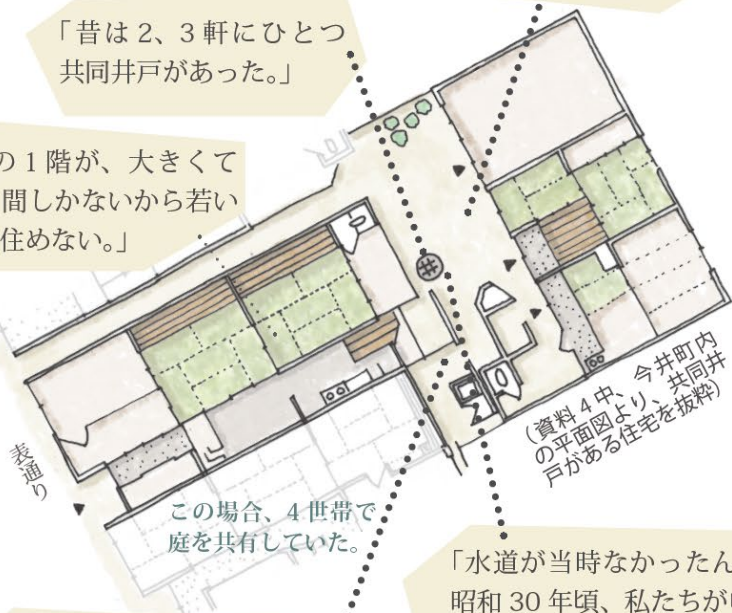 「昔は 2、3 軒にひとつ
共同井戸があった。」
の 1 階が、大きくて
間しかないから若い
住めない。」
表通り
(資料 4 中、今井町内
の平面図より、共同井
戸がある住宅を抜粋)
この場合、4 世帯で
庭を共有していた。
「水道が当時なかったん
昭和 30 年頃、私たちが